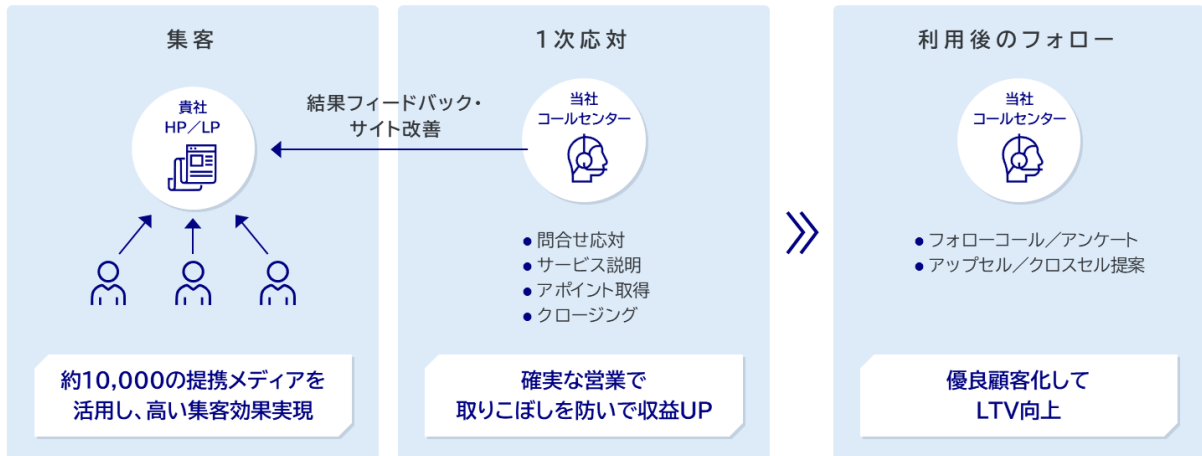 集客
貴社
HP／LP
約10,000の提携メディアを
活用し、高い集客効果実現
結果フィードバック・
サイト改善
1次応対
当社
コールセンター
● 問合せ応対
● サービス説明
● アポイント取得
● クロージング
確実な営業で
取りこぼしを防いで収益UP
利用後のフォロー
当社
コールセンター
● フォローコール／アンケート
● アップセル／クロスセル提案
優良顧客化して
LTV向上